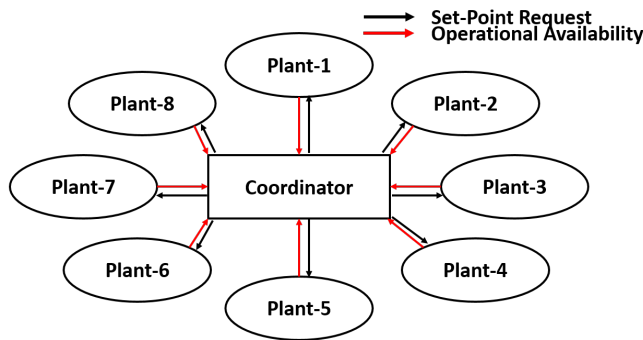 Set-Point Request
Operational Availability
Plant-1
Plant-8
Plant-2
Plant-7
Coordinator
Plant-3
Plant-6
Plant-4
Plant-5